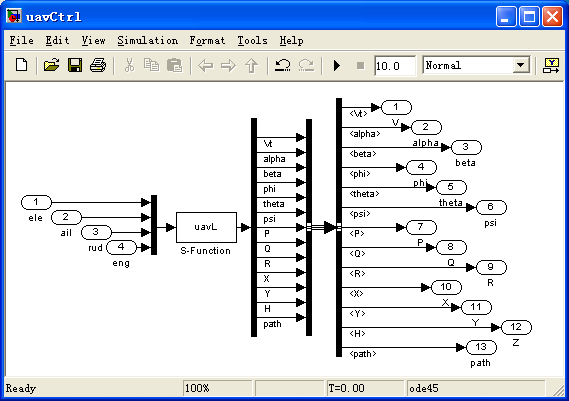 uavCtrl
File Edit View Simulation Format Tools Help
10.0 Normal
1
ele
2
ail
3
rud
4
eng
uavL
S-Function
Vt
alpha
beta
phi
theta
psi
P
Q
R
X
Y
H
path
<Vt>
<alpha>
<beta>
<phi>
<theta>
<psi>
<P>
<Q>
<R>
<X>
<Y>
<H>
<path>
1
V
2
alpha
3
beta
4
phi
5
theta
6
psi
7
P
8
Q
9
R
10
X
11
Y
12
Z
13
path
Ready 100% T=0.00 ode45